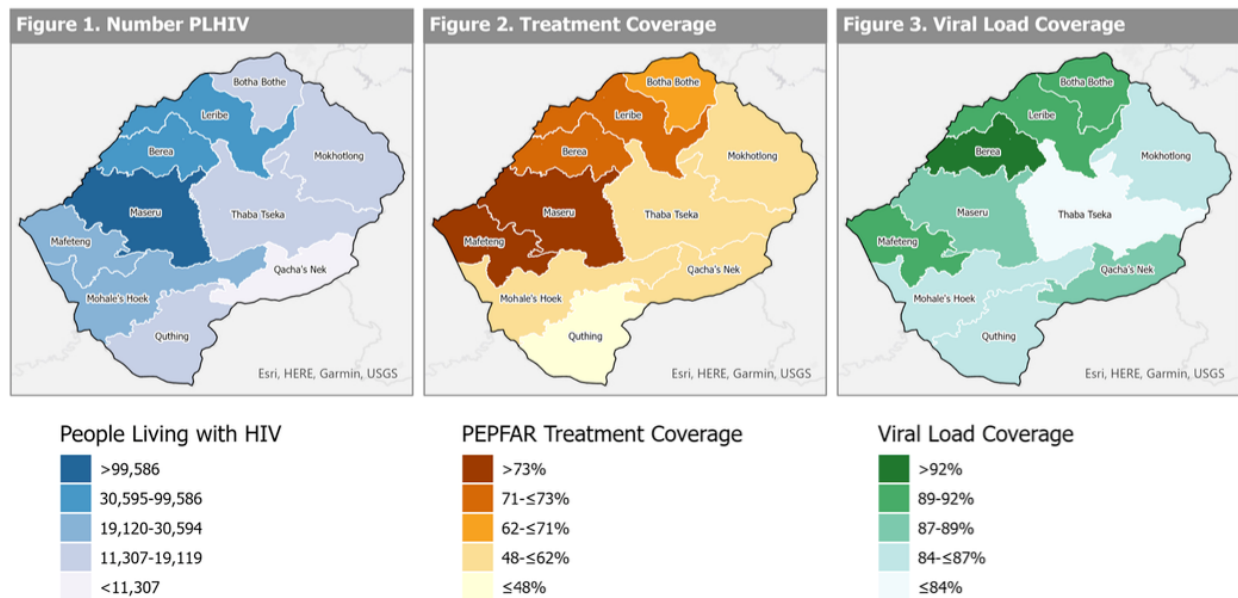 Figure 1. Number PLHIV
Botha Bothe
Leribe
Berea
Mokhotlong
Maseru
Thaba Tseka
Mafeteng
Qacha's Nek
Mohale's Hoek
Quthing
Esri, HERE, Garmin, USGS
People Living with HIV
>99,586
30,595-99,586
19,120-30,594
11,307-19,119
<11,307
Figure 2. Treatment Coverage
Botha Bothe
Leribe
Berea
Mokhotlong
Maseru
Thaba Tseka
Mafeteng
Qacha's Nek
Mohale's Hoek
Quthing
Esri, HERE, Garmin, USGS
PEPFAR Treatment Coverage
>73%
71-≤73%
62-≤71%
48-≤62%
≤48%
Figure 3. Viral Load Coverage
Botha Bothe
Leribe
Berea
Mokhotlong
Maseru
Thaba Tseka
Mafeteng
Qacha's Nek
Mohale's Hoek
Quthing
Esri, HERE, Garmin, USGS
Viral Load Coverage
>92%
89-92%
87-89%
84-≤87%
≤84%